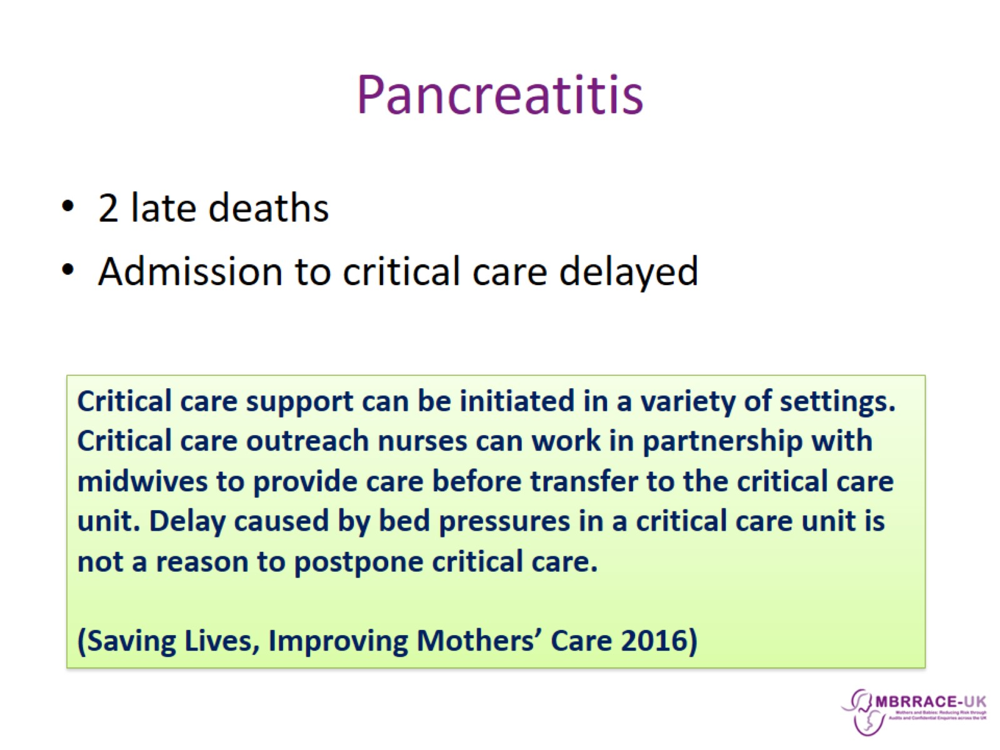 Pancreatitis
• 2 late deaths
• Admission to critical care delayed
Critical care support can be initiated in a variety of settings.
Critical care outreach nurses can work in partnership with
midwives to provide care before transfer to the critical care
unit. Delay caused by bed pressures in a critical care unit is
not a reason to postpone critical care.
(Saving Lives, Improving Mothers’ Care 2016)
MBRRACE-UK
Mothers and Babies: Reducing Risk through
Audits and Confidential Enquiries across the UK